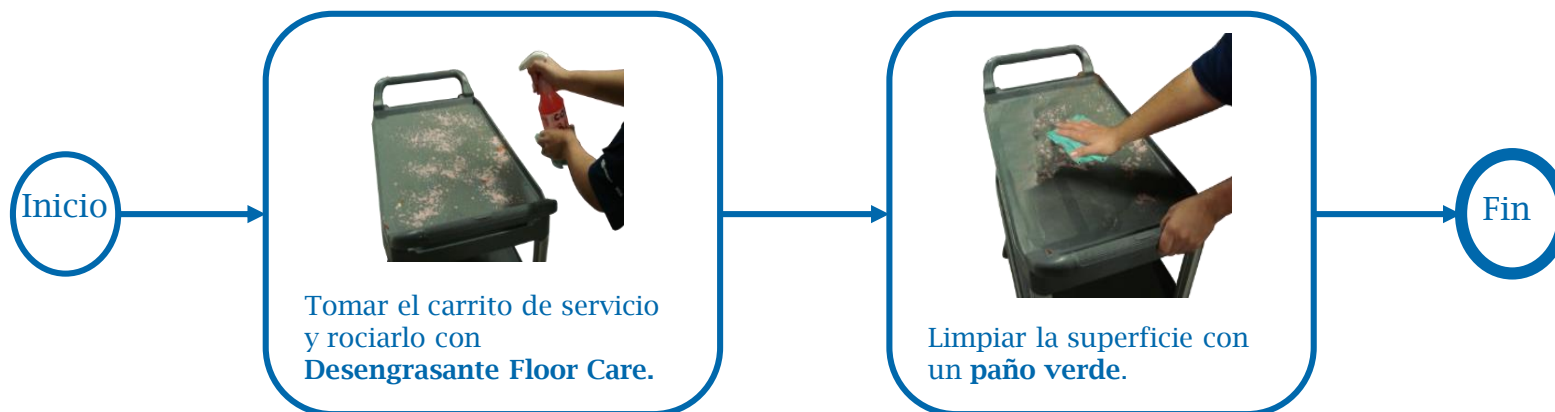 Inicio
Tomar el carrito de servicio
y rociarlo con
Desengrasante Floor Care.
Limpiar la superficie con
un paño verde.
Fin